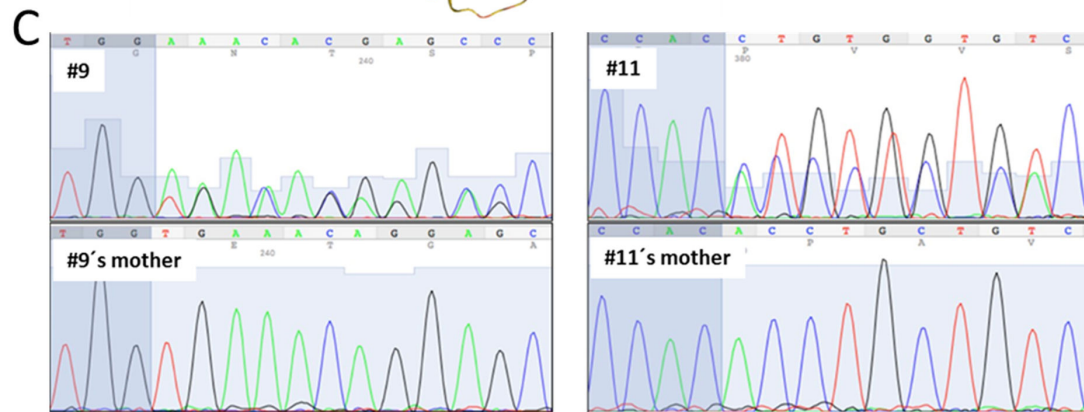 C
T G G A A A C A C G A G C C C
G N T S P
240
#9
T G G T G A A A C A G G A G C
E T G A
240
#9´s mother
C C A C C T G T G G T G T C
P V V S
380
#11
C C A C A C C T G C T G T C
P A V
#11´s mother